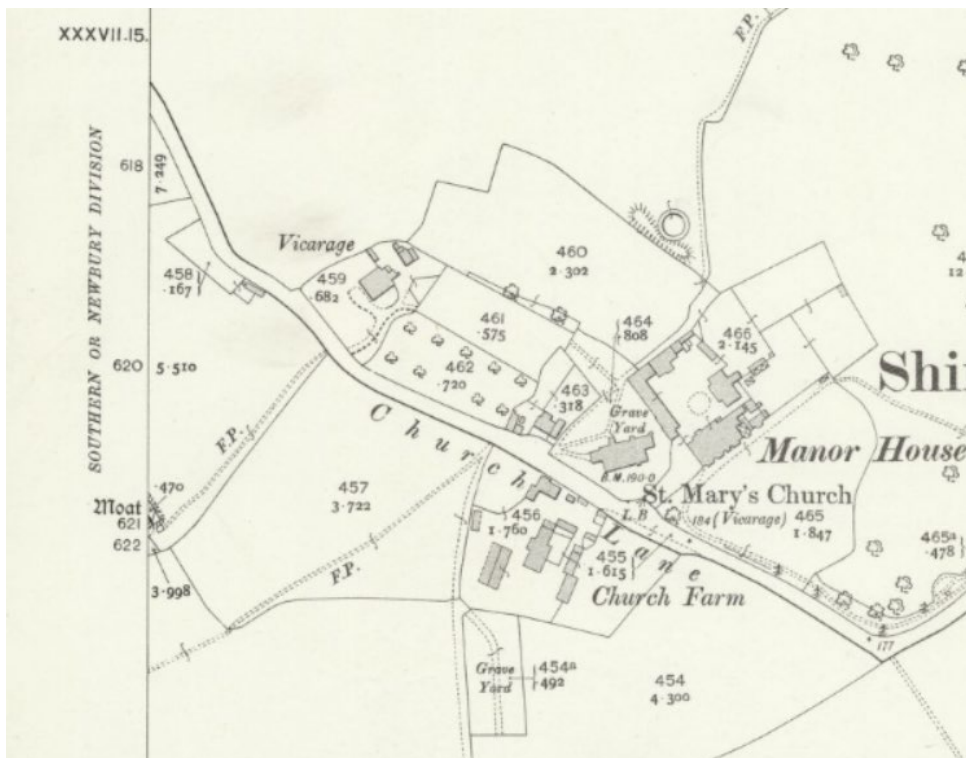 XXXVII.15.
F.P.
SOUTHERN OR NEWBURY DIVISION
618
7.249
Vicarage
458
.167
459
.682
460
2.302
461
.575
464
.808
466
2.145
620
5.510
462
.720
463
.318
Shi
F.P.
Church Lane
Grave Yard
Manor House
B.M.190.0
St. Mary's Church
L.B.
184 (Vicarage)
465
1.847
465a
.478
Moat
.470
621
622
457
3.722
456
1.760
455
1.615
Church Farm
3.998
F.P.
177
Grave Yard
454a
.492
454
4.300